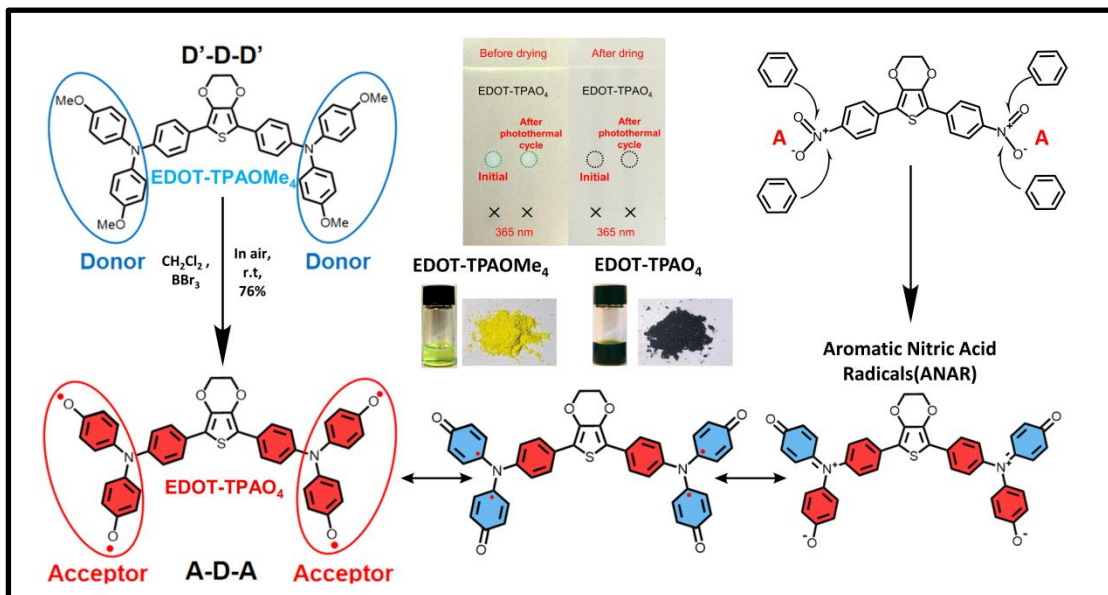 D'-D-D'
O O
S
MeO
OMe
N
N
EDOT-TPAOMe₄
MeO
OMe
Donor
Donor
CH₂Cl₂ ,
BBr₃
In air,
r.t,
76%
Before drying
After dring
EDOT-TPAO₄
EDOT-TPAO₄
After
photothermal
cycle
After
photothermal
cycle
Initial
Initial
365 nm
365 nm
EDOT-TPAOMe₄
EDOT-TPAO₄
O O
S
O
N⁺
O⁻
A
O
N⁺
O⁻
A
Aromatic Nitric Acid
Radicals(ANAR)
O O
S
•O
O•
N
N
EDOT-TPAO₄
O•
O•
Acceptor
A-D-A
Acceptor
O O
S
O
O
N
N
O
O
O O
S
O
O
N⁺
N⁺
O⁻
O⁻